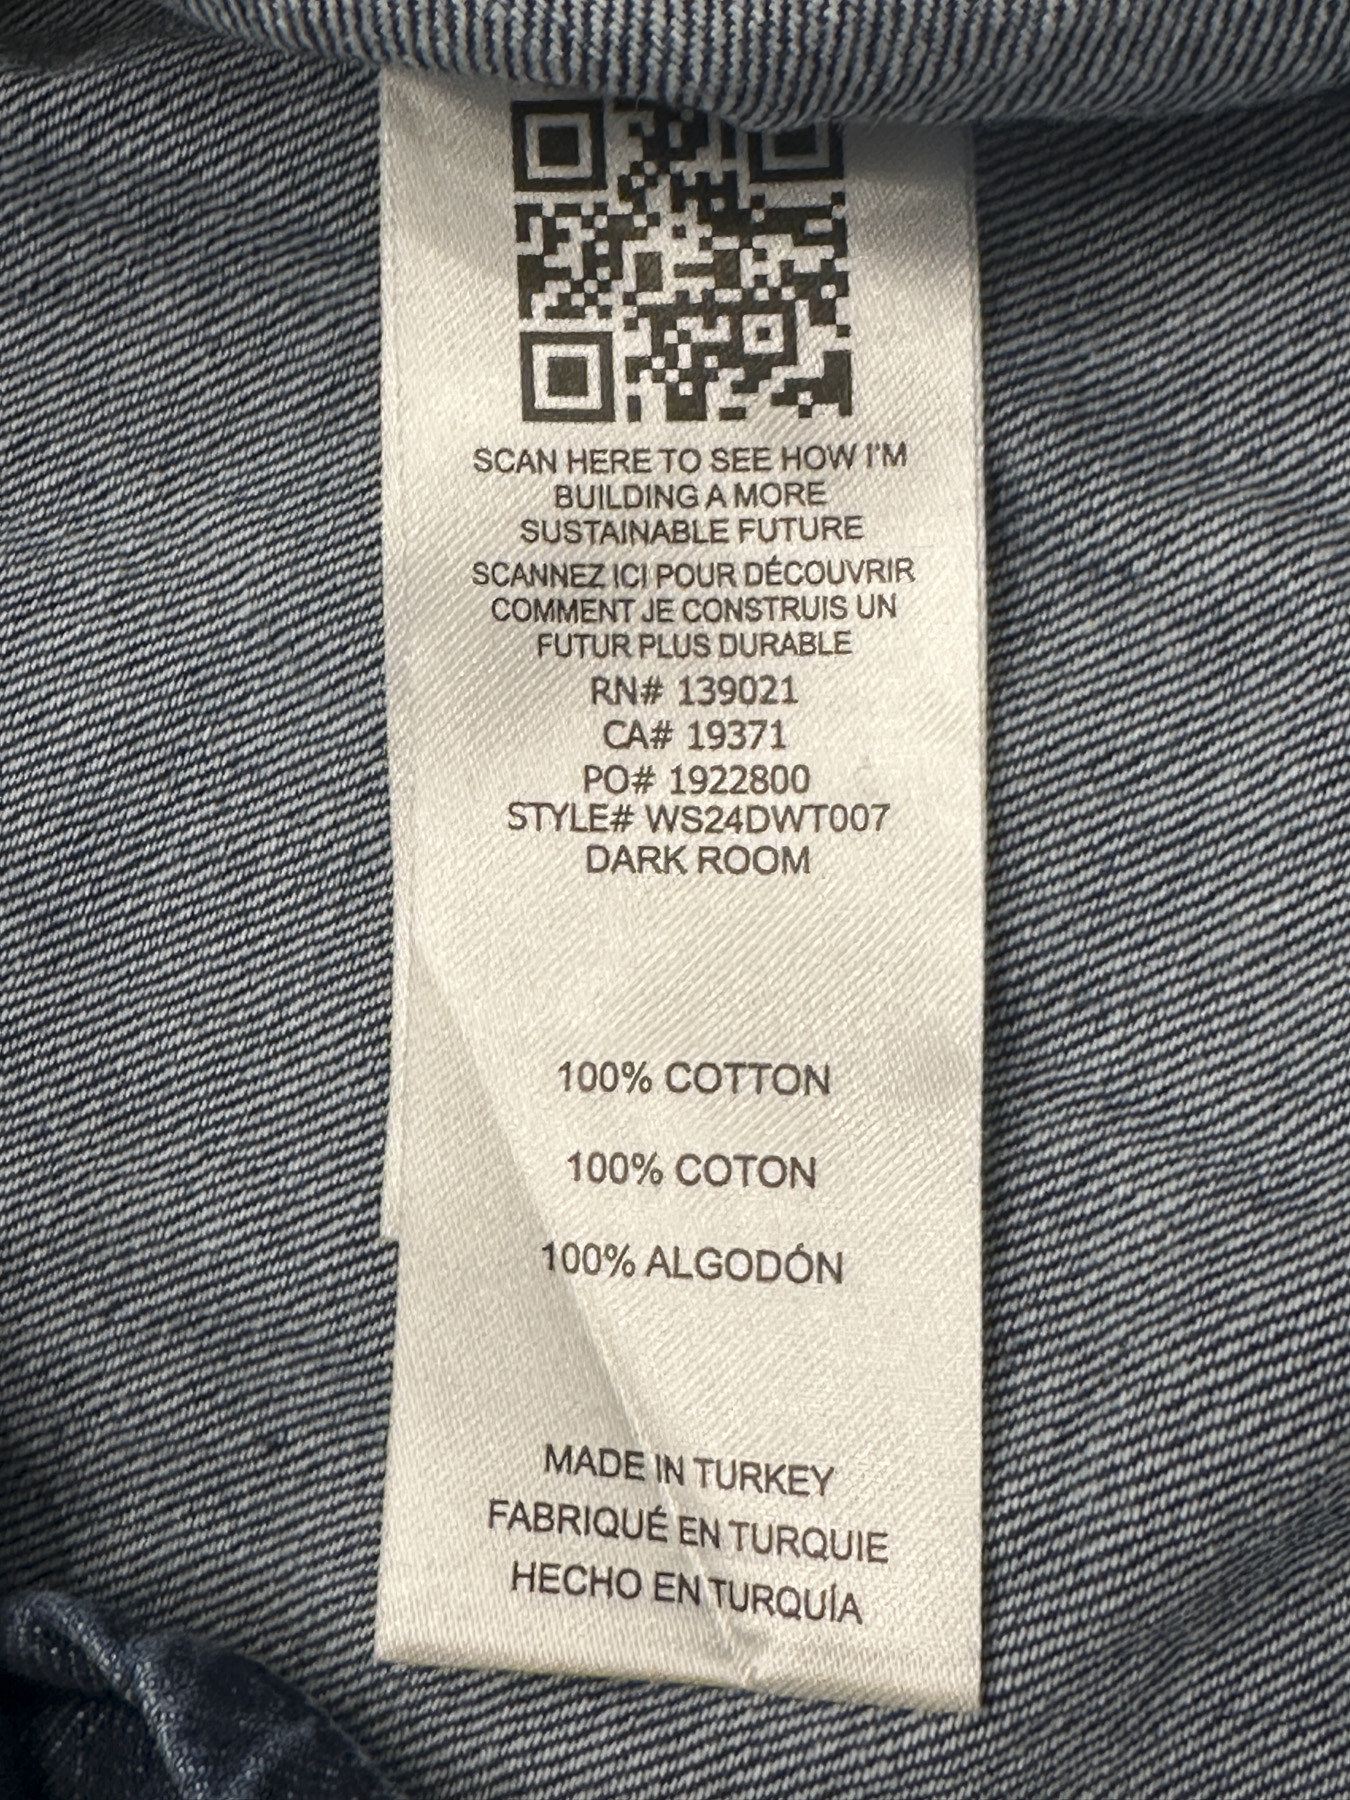 SCAN HERE TO SEE HOW I'M
BUILDING A MORE
SUSTAINABLE FUTURE
SCANNEZ ICI POUR DÉCOUVRIR
COMMENT JE CONSTRUIS UN
FUTUR PLUS DURABLE
RN# 139021
CA# 19371
PO# 1922800
STYLE# WS24DWT007
DARK ROOM
100% COTTON
100% COTON
100% ALGODÓN
MADE IN TURKEY
FABRIQUÉ EN TURQUIE
HECHO EN TURQUÍA